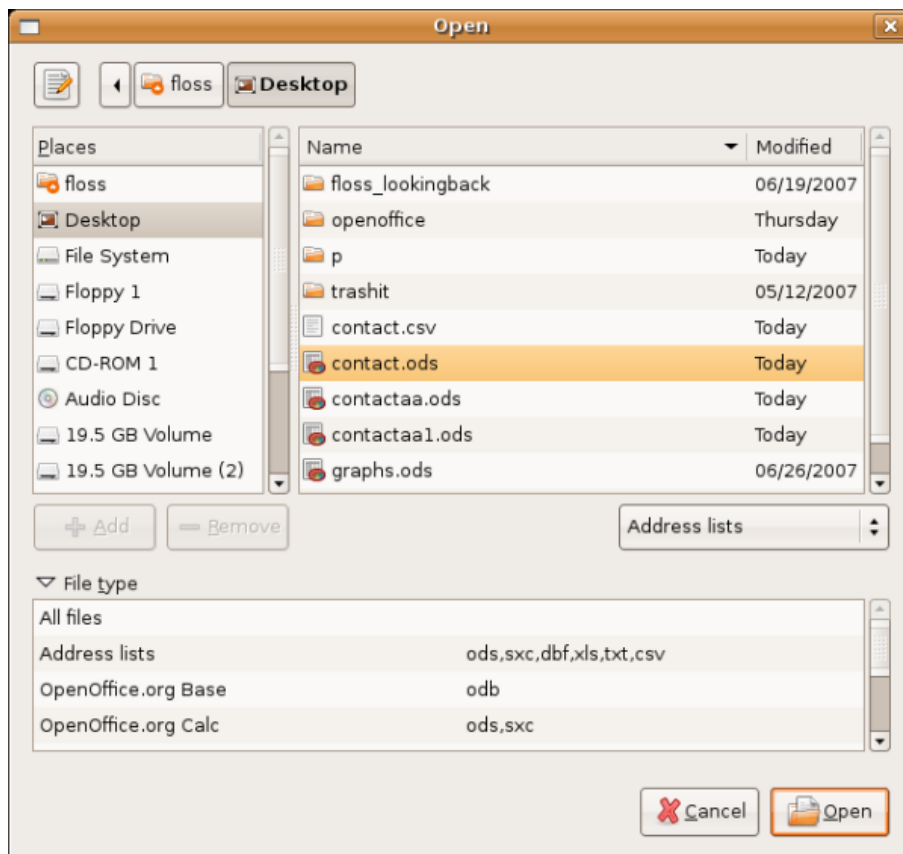 Open
floss Desktop
Places
floss
Desktop
File System
Floppy 1
Floppy Drive
CD-ROM 1
Audio Disc
19.5 GB Volume
19.5 GB Volume (2)
Name Modified
floss_lookingback 06/19/2007
openoffice Thursday
p Today
trashit 05/12/2007
contact.csv Today
contact.ods Today
contactaa.ods Today
contactaa1.ods Today
graphs.ods 06/26/2007
Add Remove Address lists
File type
All files
Address lists ods,sxc,dbf,xls,txt,csv
OpenOffice.org Base odb
OpenOffice.org Calc ods,sxc
Cancel Open